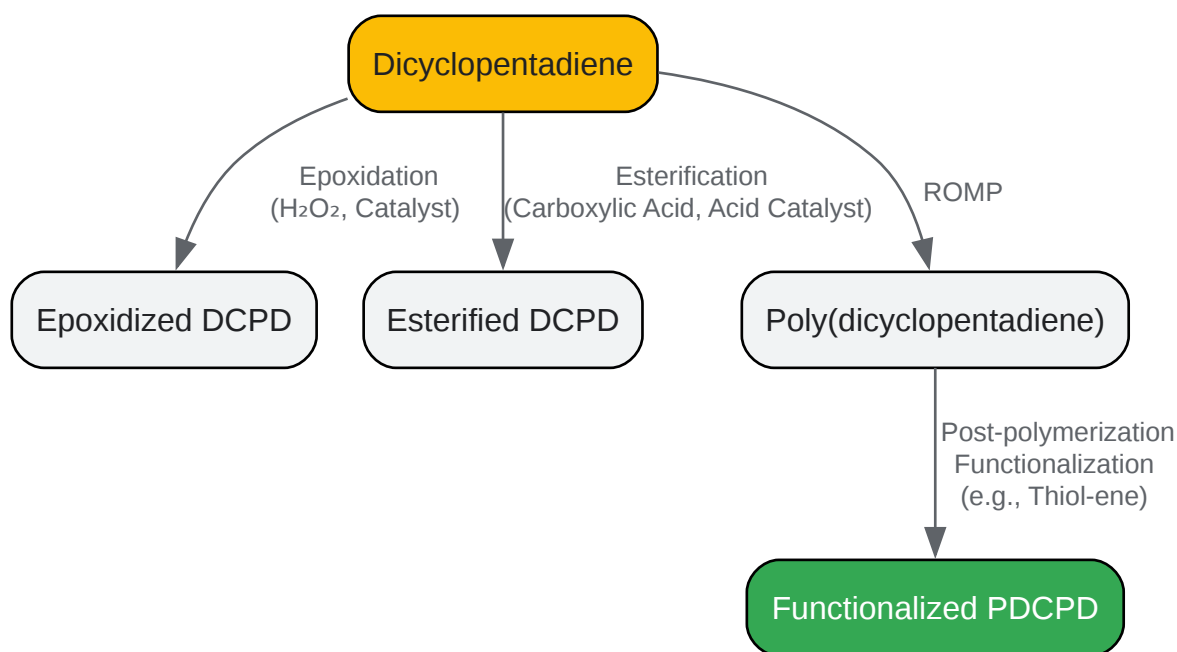 Dicyclopentadiene
Epoxidation
(H₂O₂, Catalyst)
Esterification
(Carboxylic Acid, Acid Catalyst)
ROMP
Epoxidized DCPD
Esterified DCPD
Poly(dicyclopentadiene)
Post-polymerization
Functionalization
(e.g., Thiol-ene)
Functionalized PDCPD